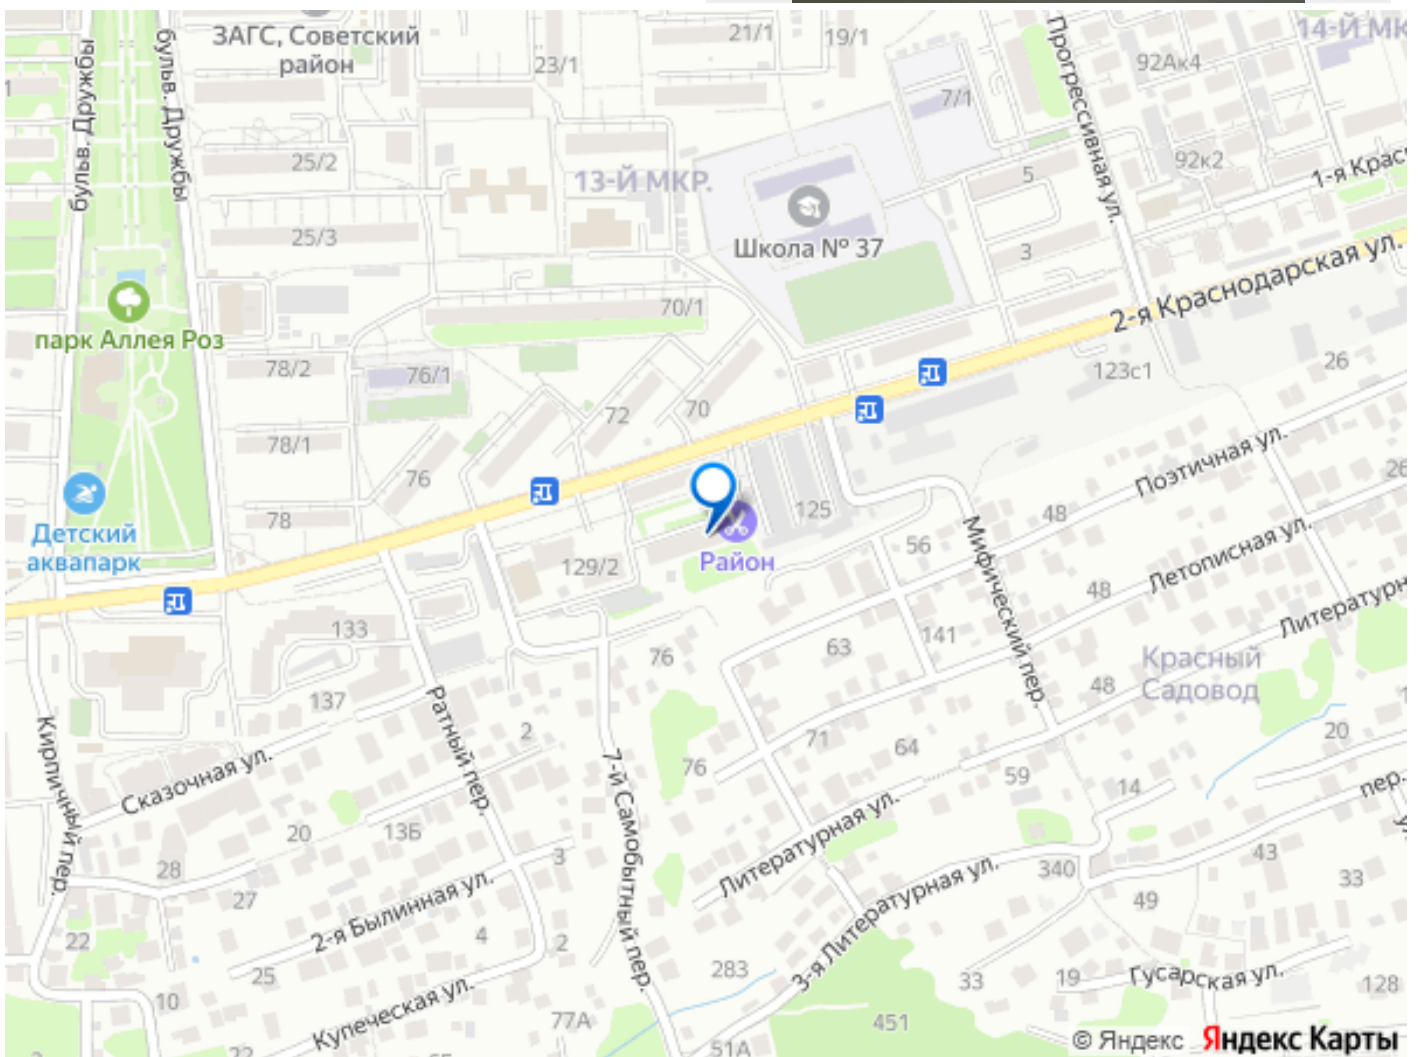 ЗАГС, Советский
район
21/1
19/1
14-Й МК
23/1
92Ак4
7/1
1
бульв. Дружбы
бульв. Дружбы
Прогрессивная ул.
25/2
13-Й МКР.
5
92к2
1-я Крас
25/3
Школа № 37
3
2-я Краснодарская ул.
70/1
парк Аллея Роз
78/2
76/1
123с1
26
72
70
78/1
76
Поэтичная ул.
26
78
125
48
Детский
аквапарк
129/2
Район
56
Мифический пер.
Летописная ул.
48
Литературн
133
76
63
141
Красный
Садовод
48
137
Ратный пер.
2
71
64
20
Кирпичный пер.
Сказочная ул.
7-й Самобытный пер.
76
59
14
пер.
20
13Б
Литературная ул.
28
3
340
43
33
27
2-я Былинная ул.
3-я Литературная ул.
49
22
4
2
25
283
33
19
Гусарская ул.
128
10
Купеческая ул.
77А
451
22
51А
© Яндекс Яндекс Карты